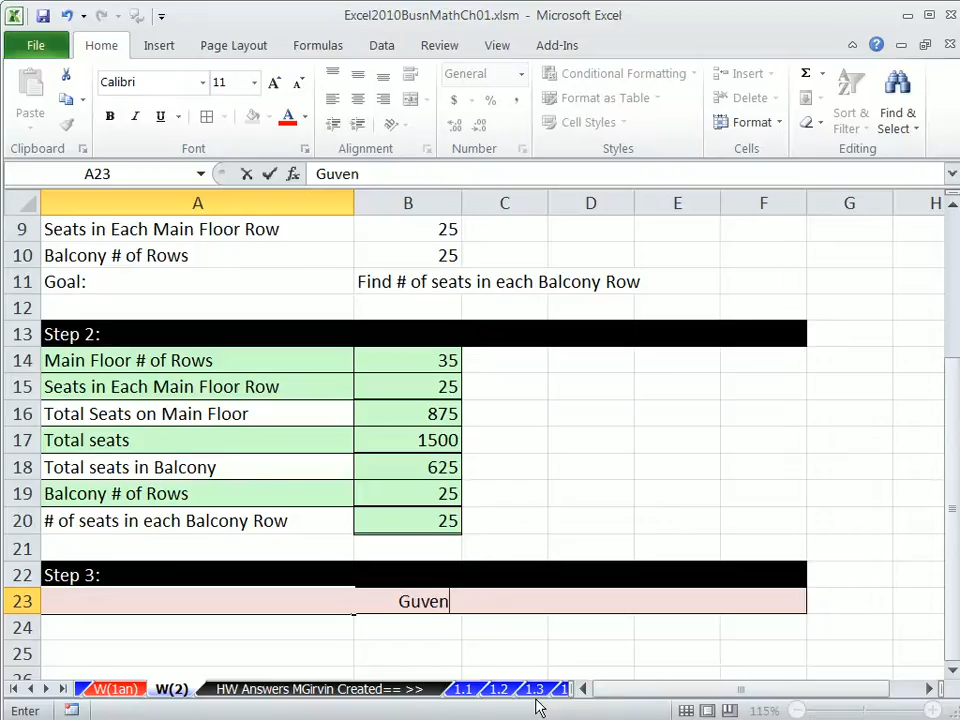 Excel2010BusnMathCh01.xlsm - Microsoft Excel
File Home Insert Page Layout Formulas Data Review View Add-Ins
Calibri 11 General Conditional Formatting Insert Σ
Paste Format as Table Delete Sort & Find &
B I U A $ % , Cell Styles Format Filter Select
Clipboard Font Alignment Number Styles Cells Editing
A23 fx Guven
A B C D E F G H
9 Seats in Each Main Floor Row 25
10 Balcony # of Rows 25
11 Goal: Find # of seats in each Balcony Row
12
13 Step 2:
14 Main Floor # of Rows 35
15 Seats in Each Main Floor Row 25
16 Total Seats on Main Floor 875
17 Total seats 1500
18 Total seats in Balcony 625
19 Balcony # of Rows 25
20 # of seats in each Balcony Row 25
21
22 Step 3:
23 Guven
24
25
26
W(1an) W(2) HW Answers MGirvin Created== >> 1.1 1.2 1.3 1
Enter 115%